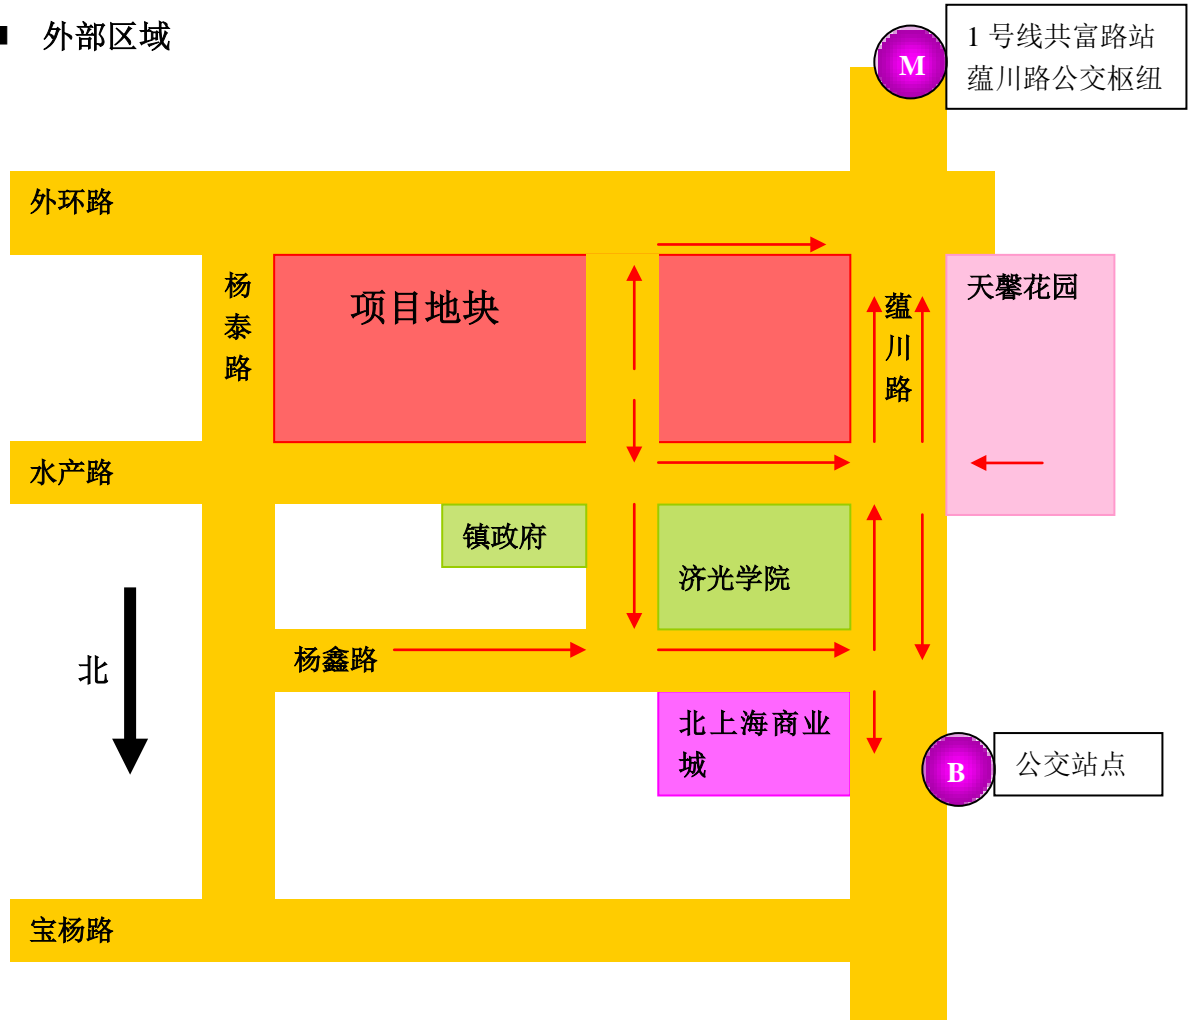 外部区域
1 号线共富路站
蕴川路公交枢纽
M
外环路
杨泰路
项目地块
蕴川路
天馨花园
水产路
镇政府
济光学院
北
杨鑫路
北上海商业
城
B
公交站点
宝杨路